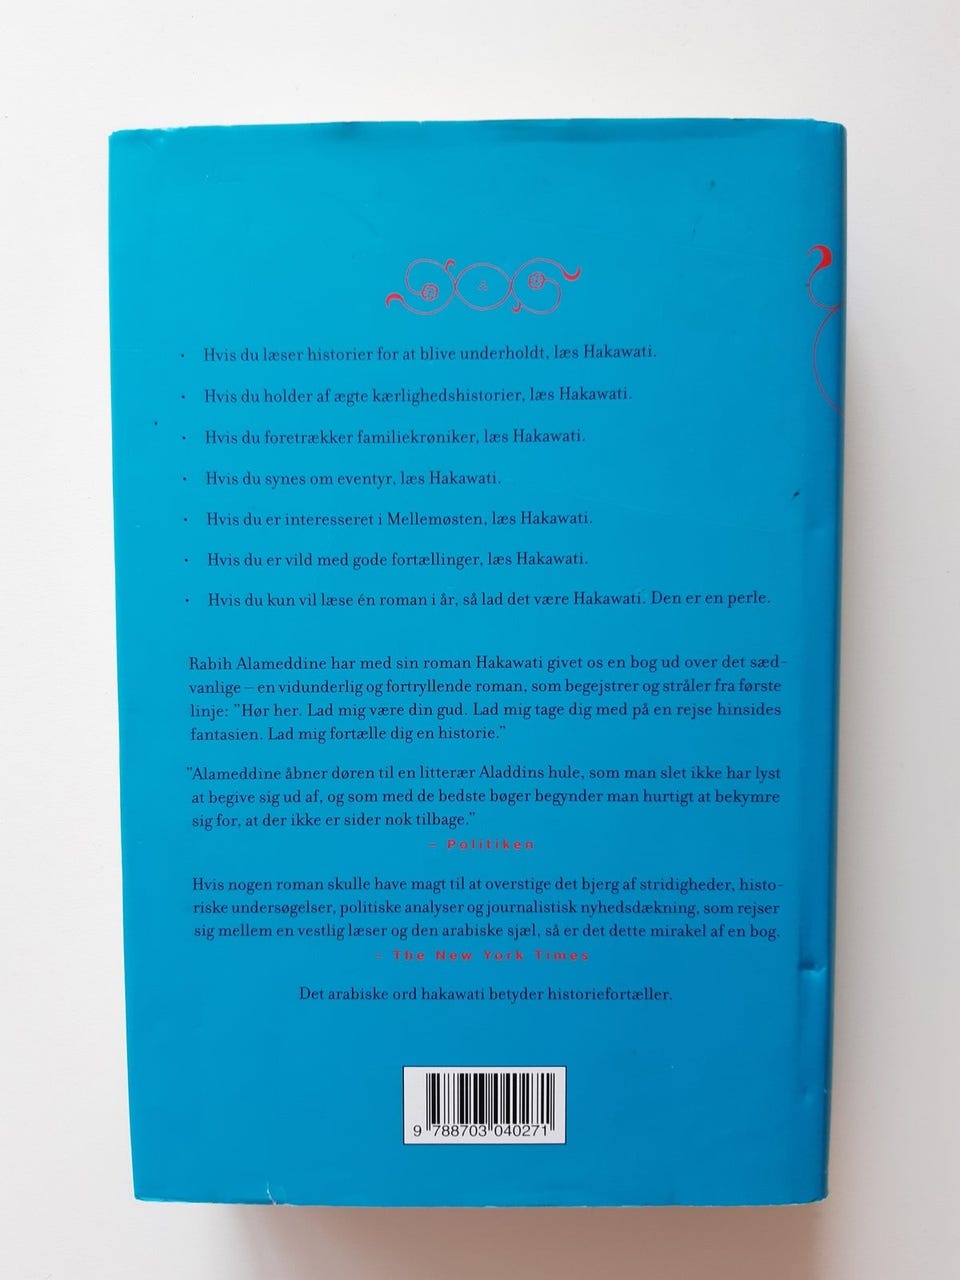 · Hvis du læser historier for at blive underholdt, læs Hakawati.
· Hvis du holder af ægte kærlighedshistorier, læs Hakawati.
· Hvis du foretrækker familiekrøniker, læs Hakawati.
· Hvis du synes om eventyr, læs Hakawati.
· Hvis du er interesseret i Mellemøsten, læs Hakawati.
· Hvis du er vild med gode fortællinger, læs Hakawati.
· Hvis du kun vil læse én roman i år, så lad det være Hakawati. Den er en perle.
Rabih Alameddine har med sin roman Hakawati givet os en bog ud over det sæd-
vanlige – en vidunderlig og fortryllende roman, som begejstrer og stråler fra første
linje: ”Hør her. Lad mig være din gud. Lad mig tage dig med på en rejse hinsides
fantasien. Lad mig fortælle dig en historie.”
”Alameddine åbner døren til en litterær Aladdins hule, som man slet ikke har lyst
at begive sig ud af, og som med de bedste bøger begynder man hurtigt at bekymre
sig for, at der ikke er sider nok tilbage.”
– Politiken
Hvis nogen roman skulle have magt til at overstige det bjerg af stridigheder, histo-
riske undersøgelser, politiske analyser og journalistisk nyhedsdækning, som rejser
sig mellem en vestlig læser og den arabiske sjæl, så er det dette mirakel af en bog.
– The New York Times
Det arabiske ord hakawati betyder historiefortæller.
9 788703 040271